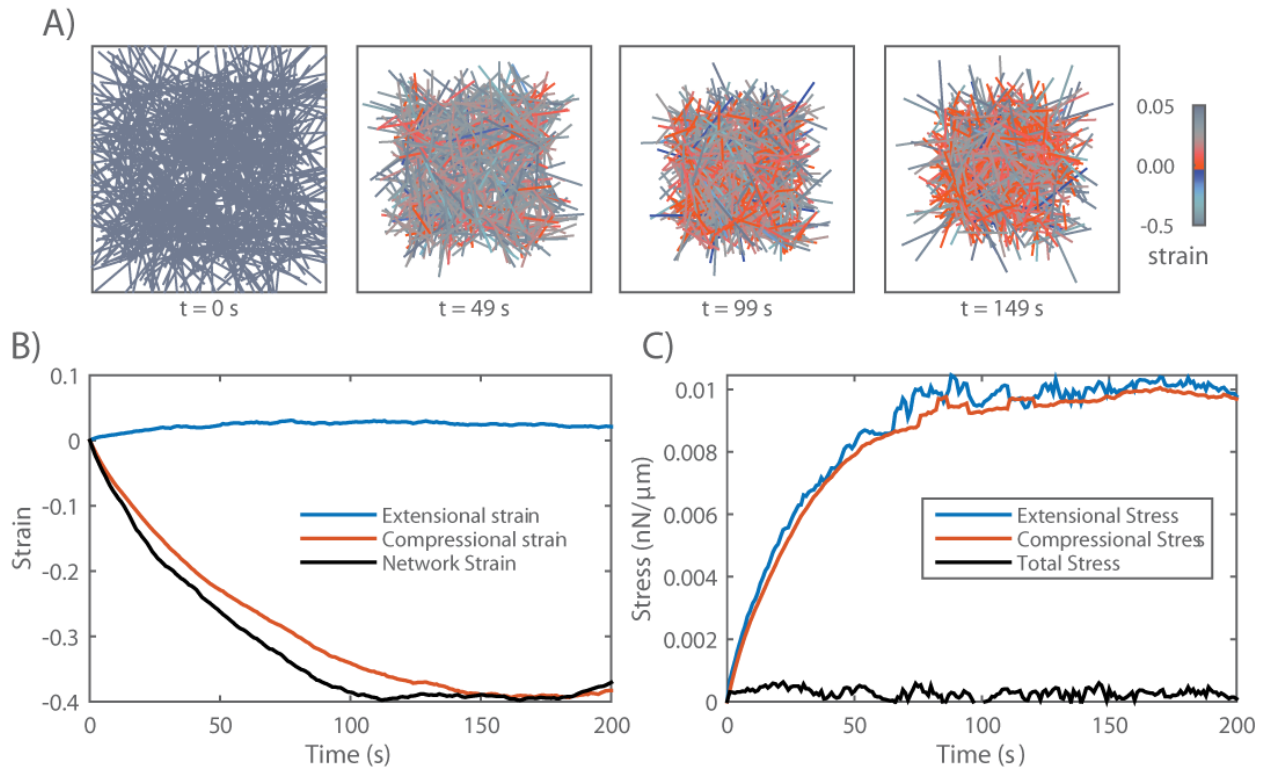 A)
0.05
0.00
-0.5
strain
t = 0 s
t = 49 s
t = 99 s
t = 149 s
B)
0.1
0
-0.1
-0.2
-0.3
-0.4
Strain
Extensional strain
Compressional strain
Network Strain
0
50
100
150
200
Time (s)
C)
0.01
0.008
0.006
0.004
0.002
0
Stress (nN/μm)
Extensional Stress
Compressional Stress
Total Stress
0
50
100
150
200
Time (s)